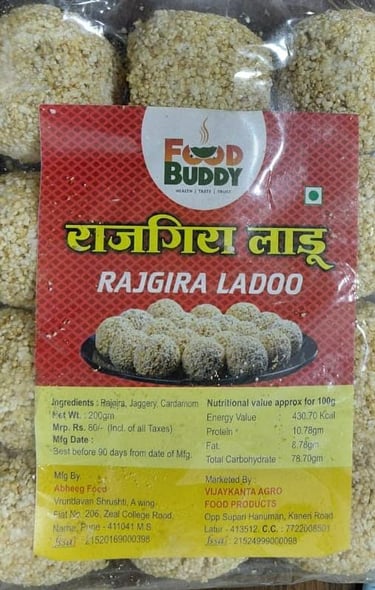 FOOD
BUDDY
HEALTH | TASTE | TRUST
राजगिरा लाडू
RAJGIRA LADOO
Ingredients : Rajgira, Jaggery, Cardamom
Net Wt. : 200gm
Mrp. Rs. 80/- (Incl. of all Taxes)
Mfg Date :
Best before 90 days from date of Mfg.
Nutritional value approx for 100g
Energy Value 430.70 Kcal
Protein 10.78gm
Fat. 8.78gm
Total Carbohydrate 78.70gm
Mfg By.
Abheeg Food
Vrundavan Shrushti, A wing
Flat No. 206, Zeal College Road,
Narhe, Pune - 411041 M.S.
fssai : 21520169000398
Marketed By :
VIJAYKANTA AGRO
FOOD PRODUCTS
Opp Supari Hanuman, Kaneri Road
Latur - 413512. C.C. : 7722008501
fssai : 21524999000098